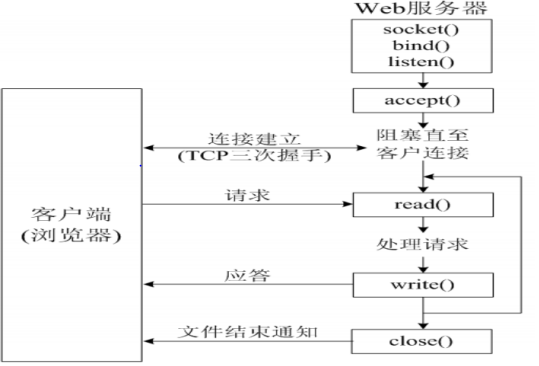 Web服务器
socket()
bind()
listen()
accept()
连接建立
(TCP三次握手)
阻塞直至
客户连接
请求
read()
客户端
(浏览器)
处理请求
应答
write()
文件结束通知
close()